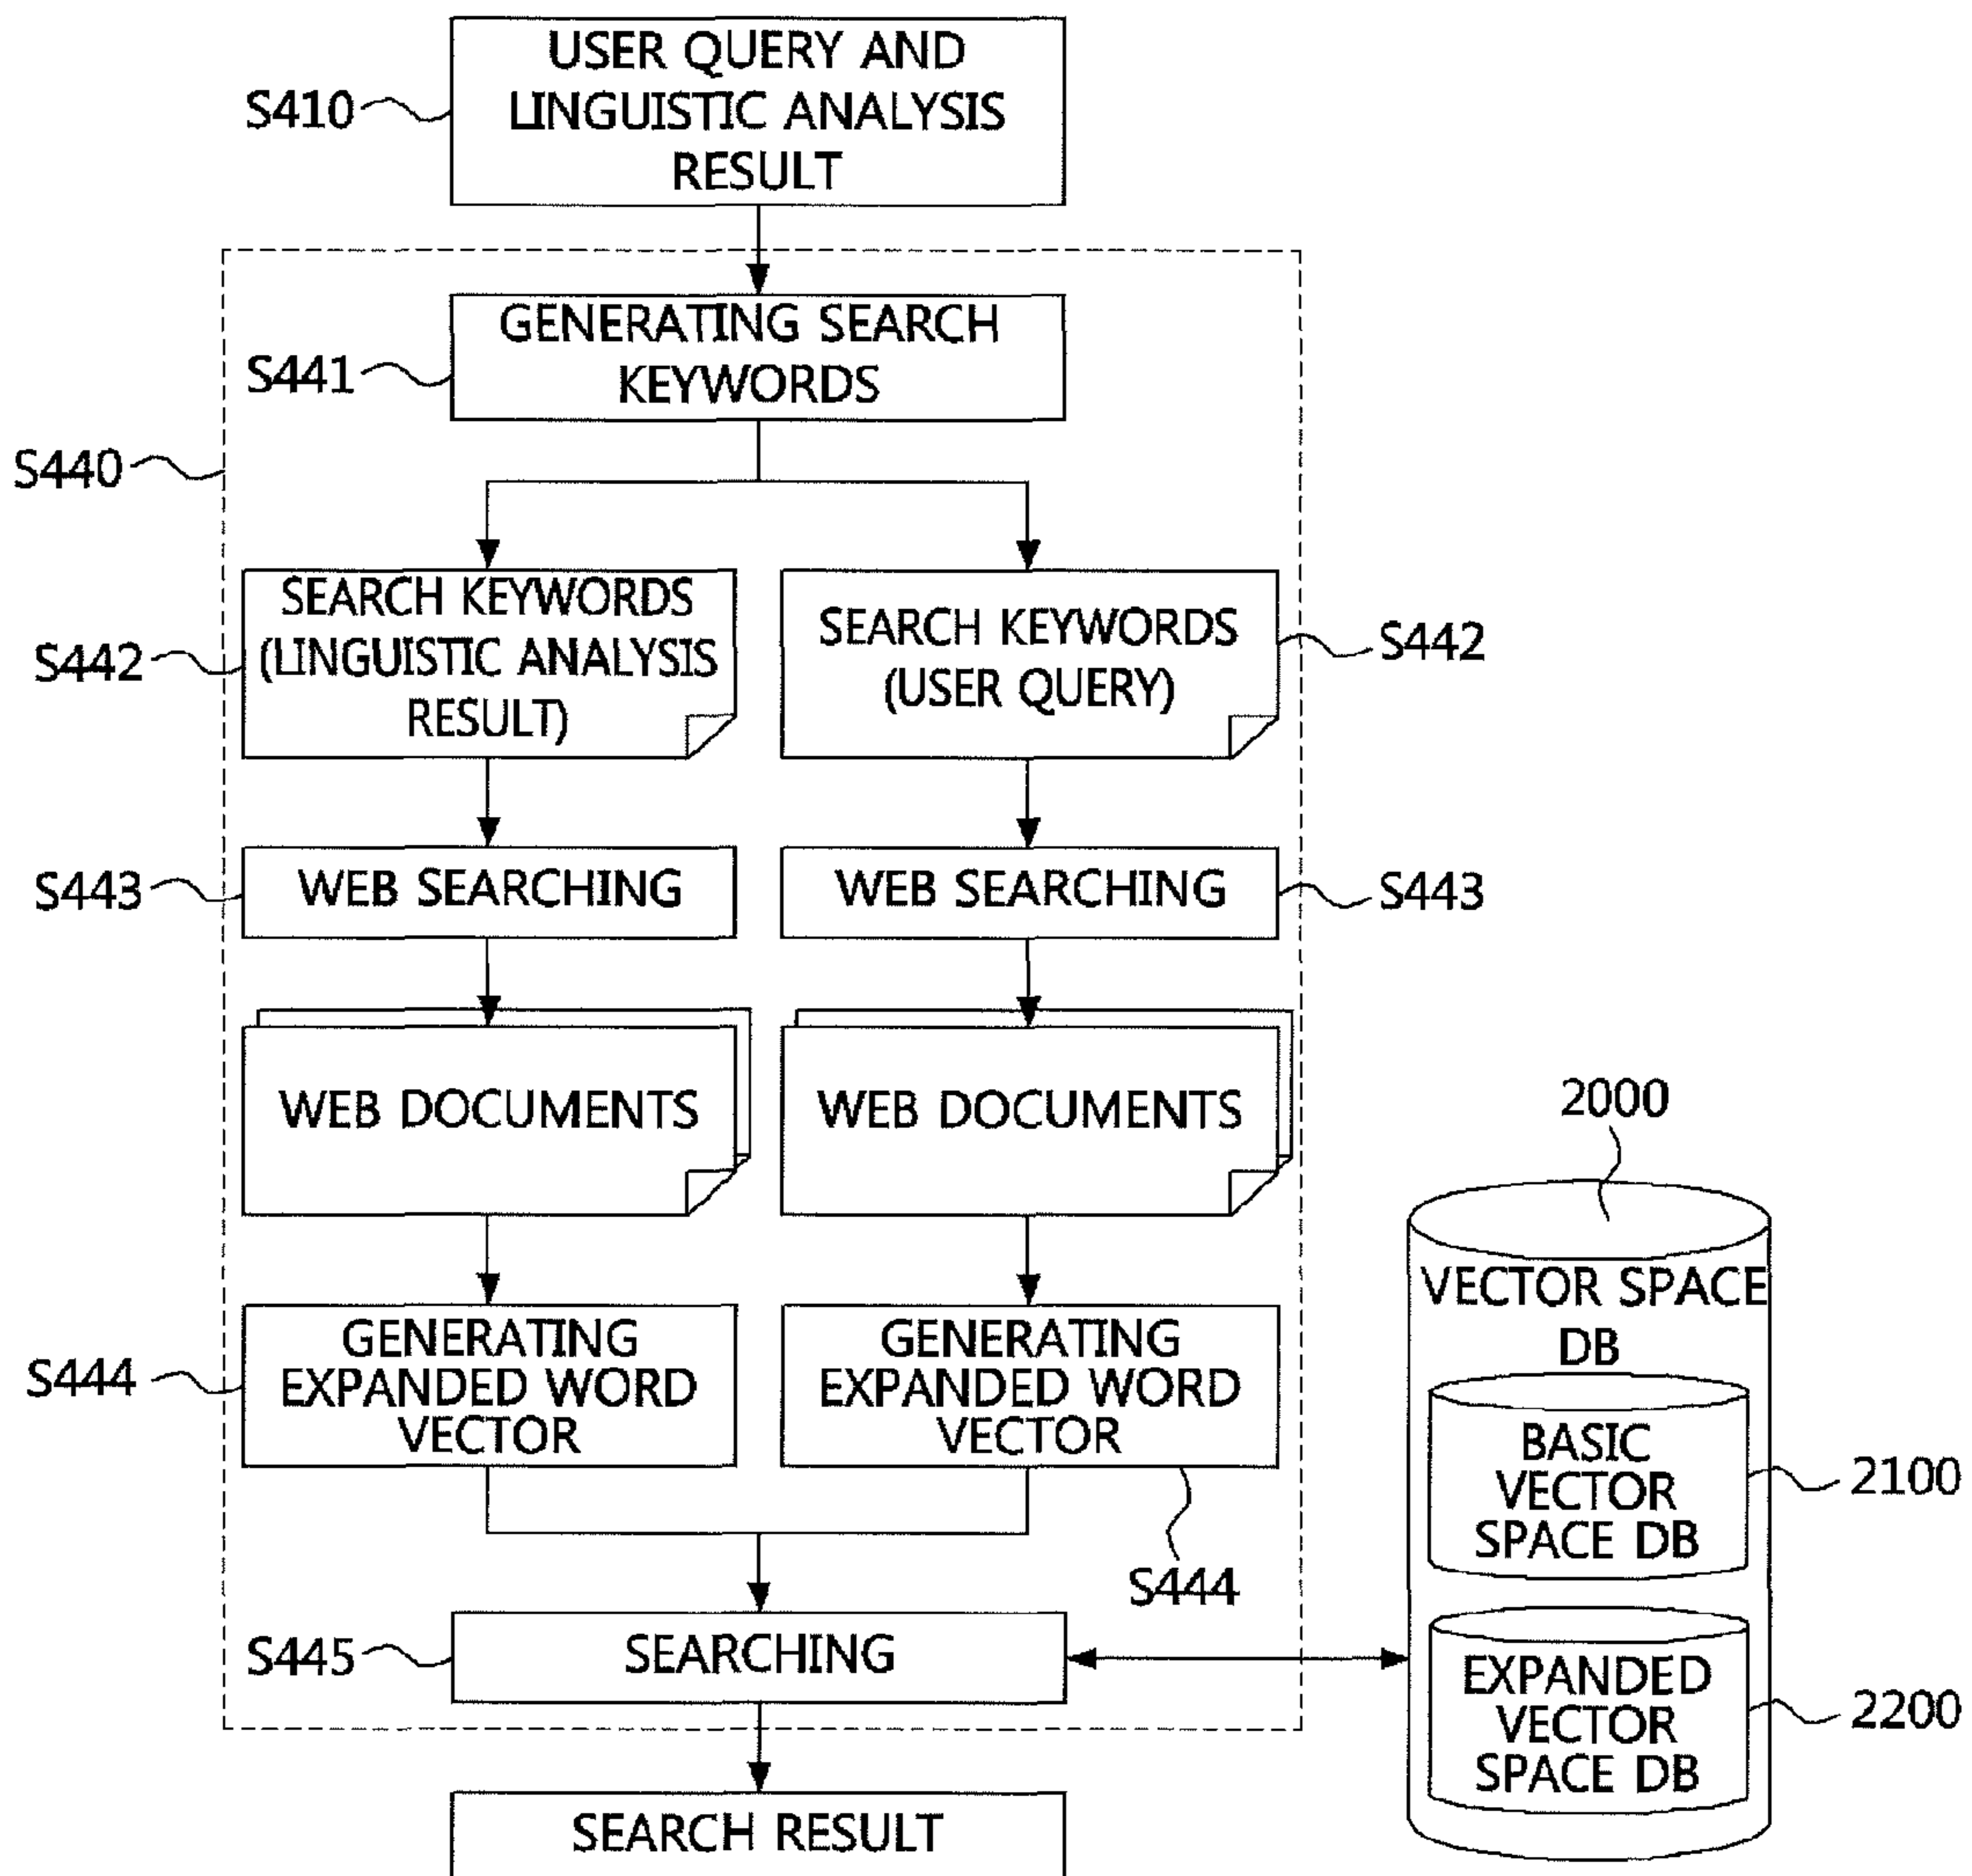 USER QUERY AND
LINGUISTIC ANALYSIS
RESULT
S410
GENERATING SEARCH
KEYWORDS
S441
S440
SEARCH KEYWORDS
(LINGUISTIC ANALYSIS
RESULT)
S442
SEARCH KEYWORDS
(USER QUERY)
S442
S443
WEB SEARCHING
WEB SEARCHING
S443
WEB DOCUMENTS
WEB DOCUMENTS
S444
GENERATING
EXPANDED WORD
VECTOR
GENERATING
EXPANDED WORD
VECTOR
S444
S445
SEARCHING
SEARCH RESULT
2000
VECTOR SPACE
DB
BASIC
VECTOR
SPACE DB
2100
EXPANDED
VECTOR
SPACE DB
2200